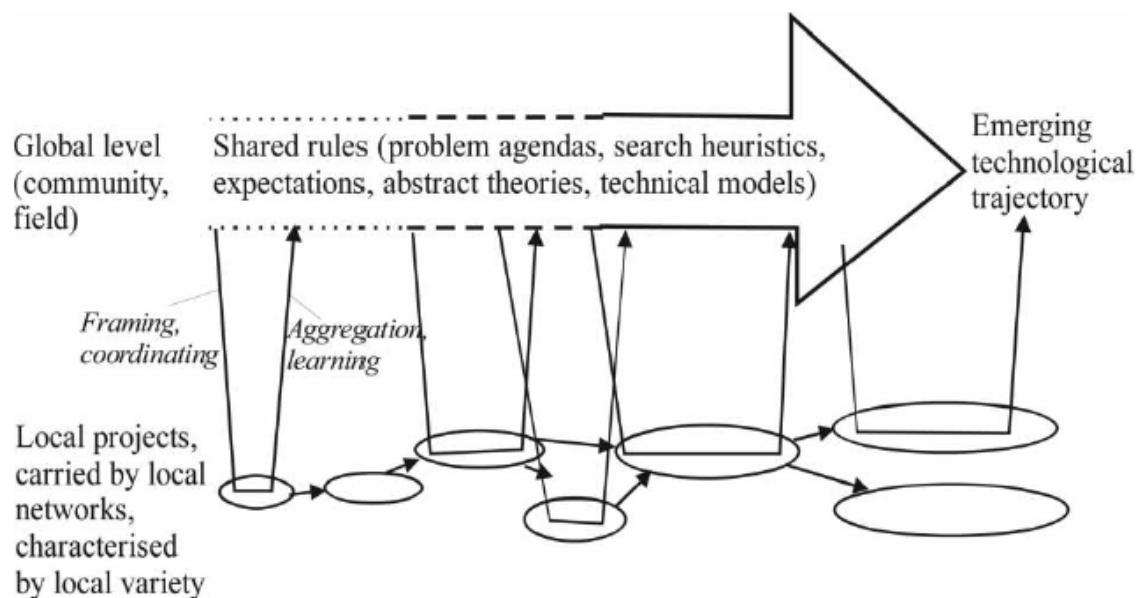 Global level
(community,
field)
Shared rules (problem agendas, search heuristics,
expectations, abstract theories, technical models)
Emerging
technological
trajectory
Framing,
coordinating
Aggregation,
learning
Local projects,
carried by local
networks,
characterised
by local variety